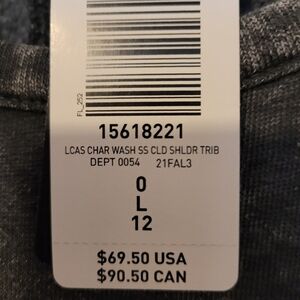 FL_252
15618221
LCAS CHAR WASH SS CLD SHLDR TRIB
DEPT 0054 21FAL3
0
L
12
$69.50 USA
$90.50 CAN